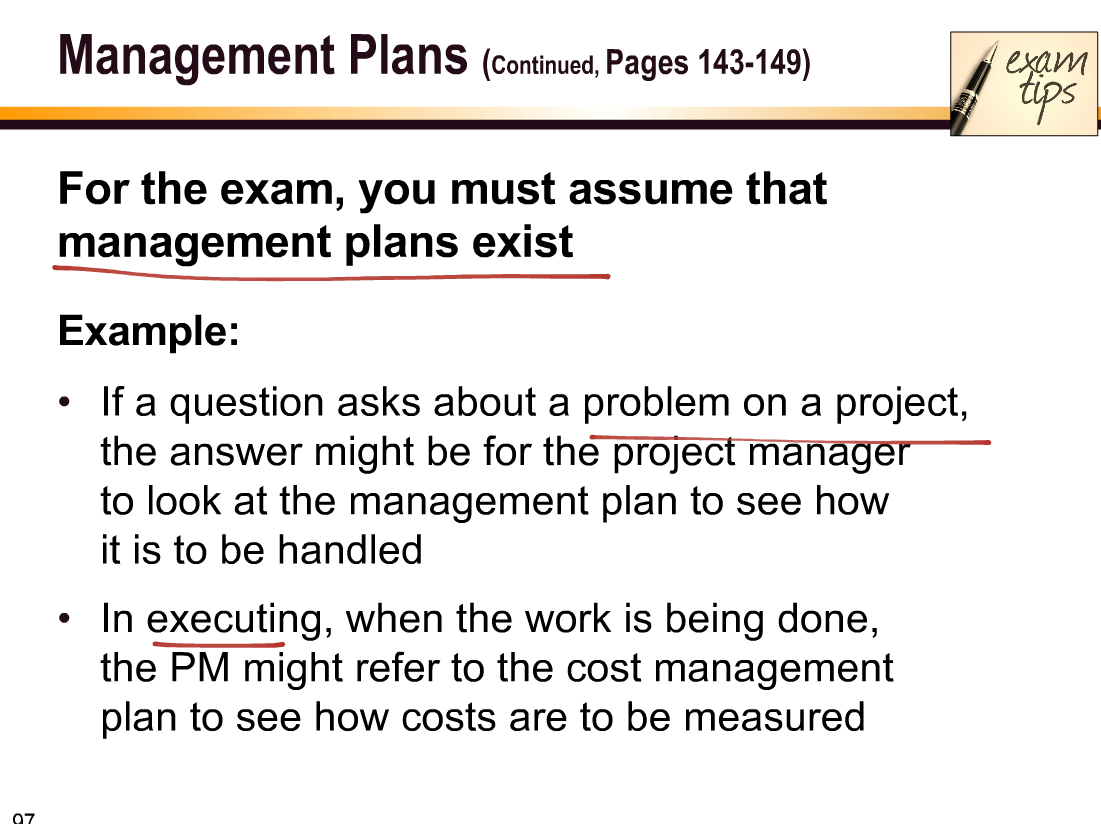 Management Plans (Continued, Pages 143-149)
exam
tips
For the exam, you must assume that
management plans exist
Example:
• If a question asks about a problem on a project,
the answer might be for the project manager
to look at the management plan to see how
it is to be handled
• In executing, when the work is being done,
the PM might refer to the cost management
plan to see how costs are to be measured
97